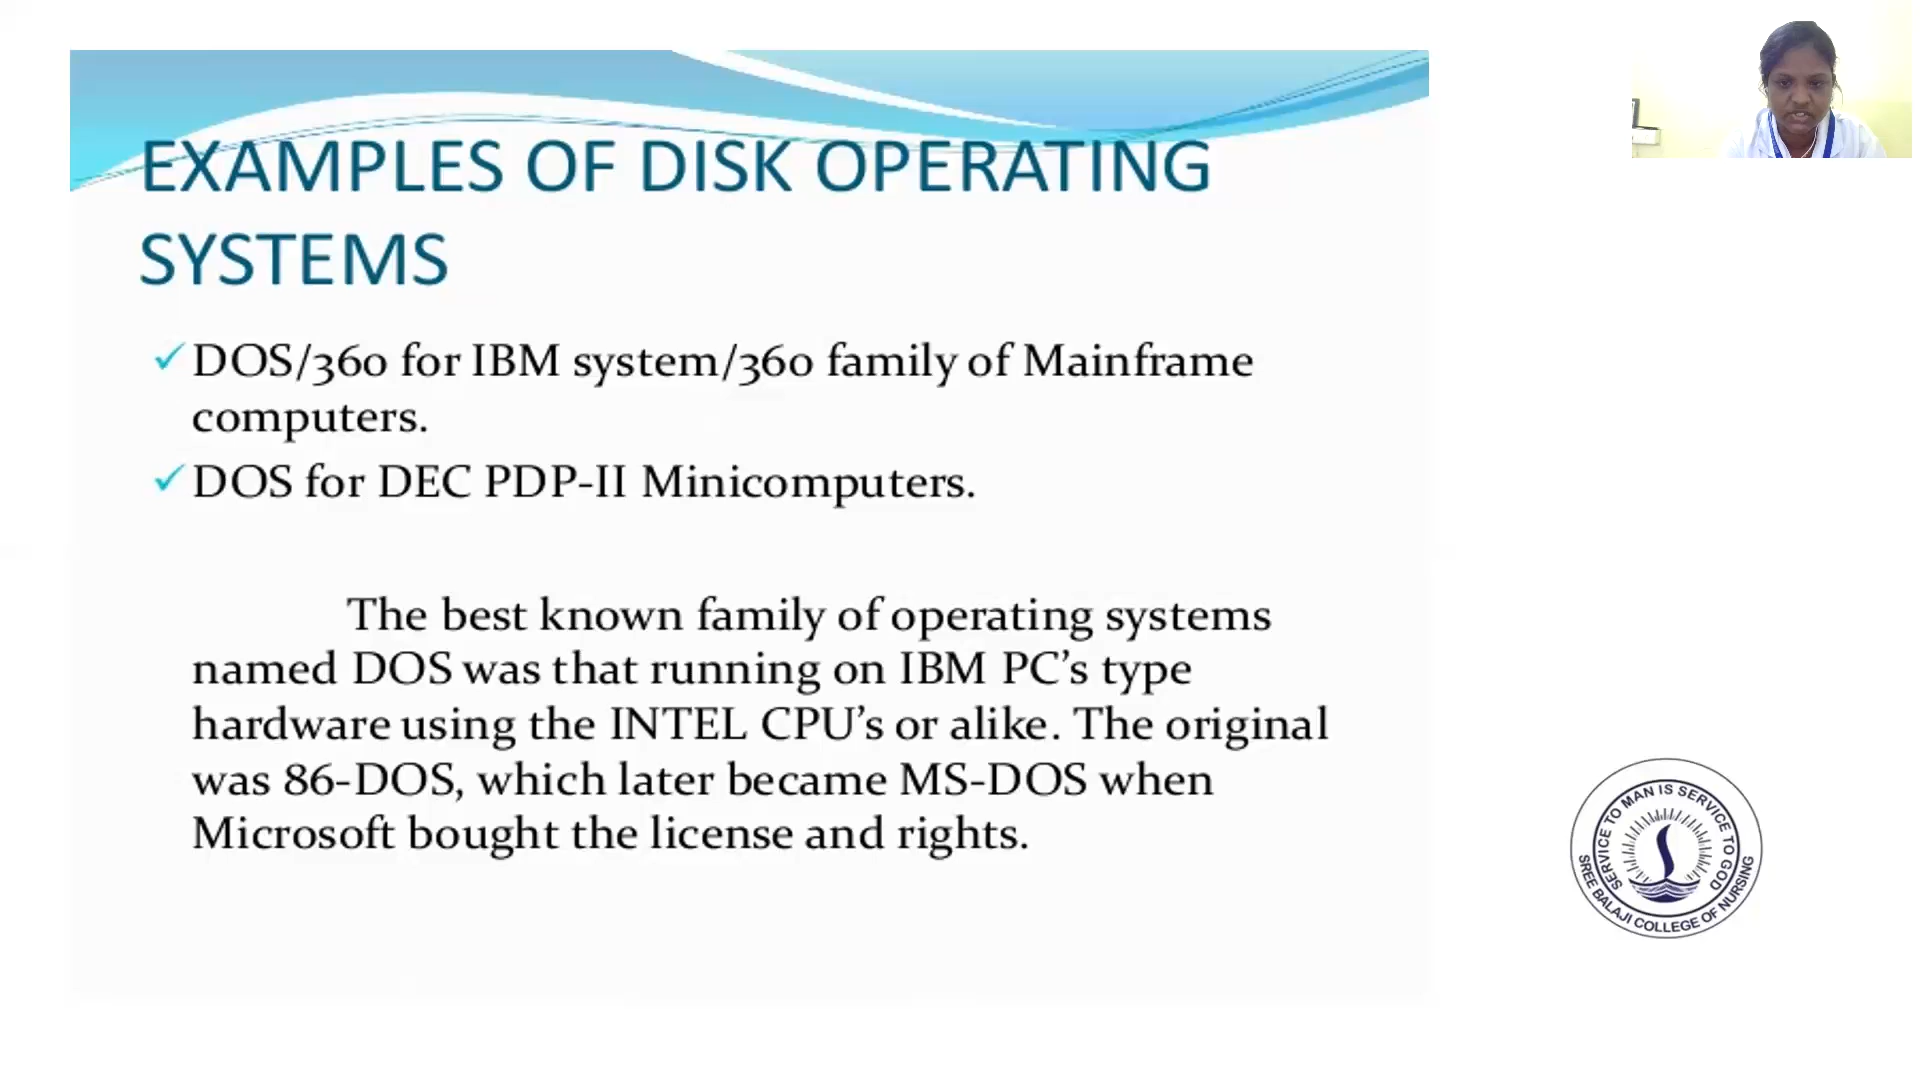 EXAMPLES OF DISK OPERATING
SYSTEMS
✓DOS/360 for IBM system/360 family of Mainframe
computers.
✓DOS for DEC PDP-II Minicomputers.
The best known family of operating systems
named DOS was that running on IBM PC’s type
hardware using the INTEL CPU’s or alike. The original
was 86-DOS, which later became MS-DOS when
Microsoft bought the license and rights.
SERVICE TO MAN IS SERVICE TO GOD
SREE BALAJI COLLEGE OF NURSING